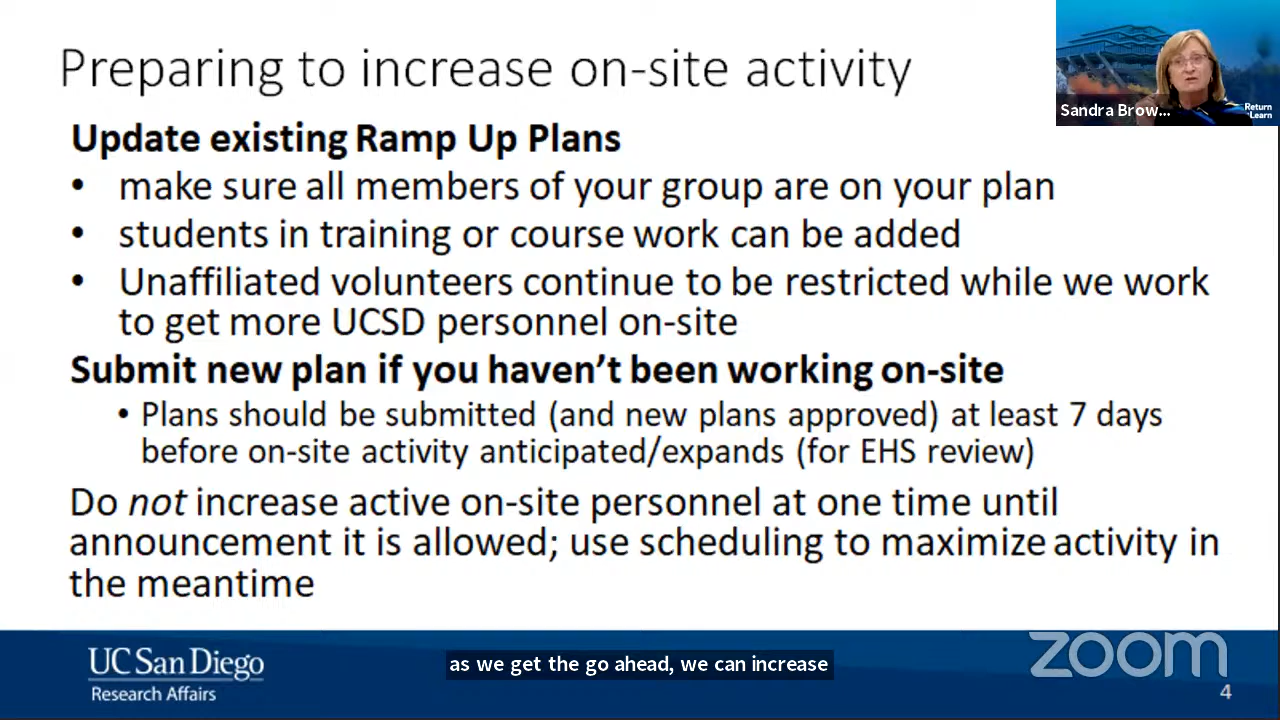 Preparing to increase on-site activity
Sandra Brow...
Return
to Learn
Update existing Ramp Up Plans
• make sure all members of your group are on your plan
• students in training or course work can be added
• Unaffiliated volunteers continue to be restricted while we work
to get more UCSD personnel on-site
Submit new plan if you haven't been working on-site
• Plans should be submitted (and new plans approved) at least 7 days
before on-site activity anticipated/expands (for EHS review)
Do not increase active on-site personnel at one time until
announcement it is allowed; use scheduling to maximize activity in
the meantime
UC San Diego
Research Affairs
as we get the go ahead, we can increase
zoom
4